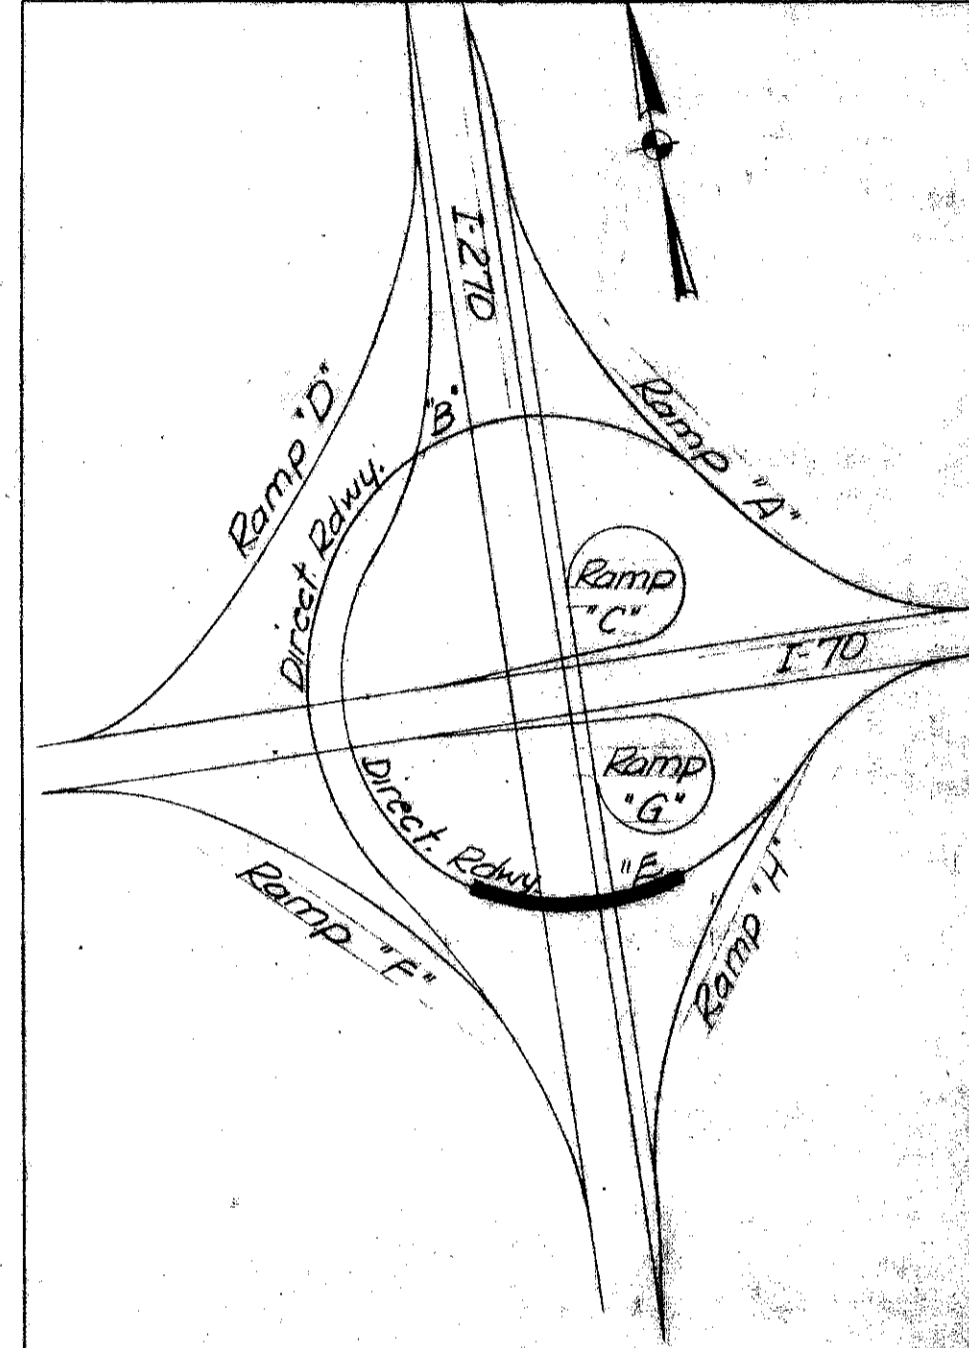 I-270
Ramp "D"
"B"
Direct. Rdwy.
Ramp "A"
Ramp
"C"
I-70
Ramp
"G"
Direct. Rdwy.
"E
Ramp "F"
Ramp "H"